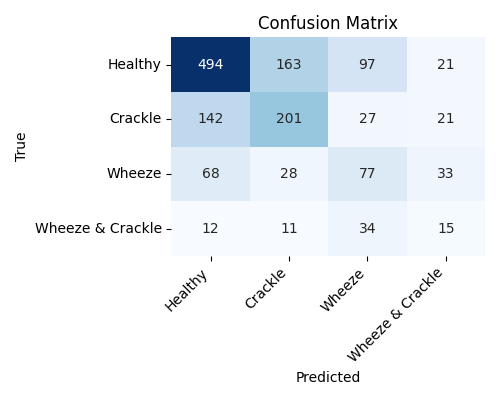 Confusion Matrix
True
Healthy 494 163 97 21
Crackle 142 201 27 21
Wheeze 68 28 77 33
Wheeze & Crackle 12 11 34 15
Healthy Crackle Wheeze Wheeze & Crackle
Predicted